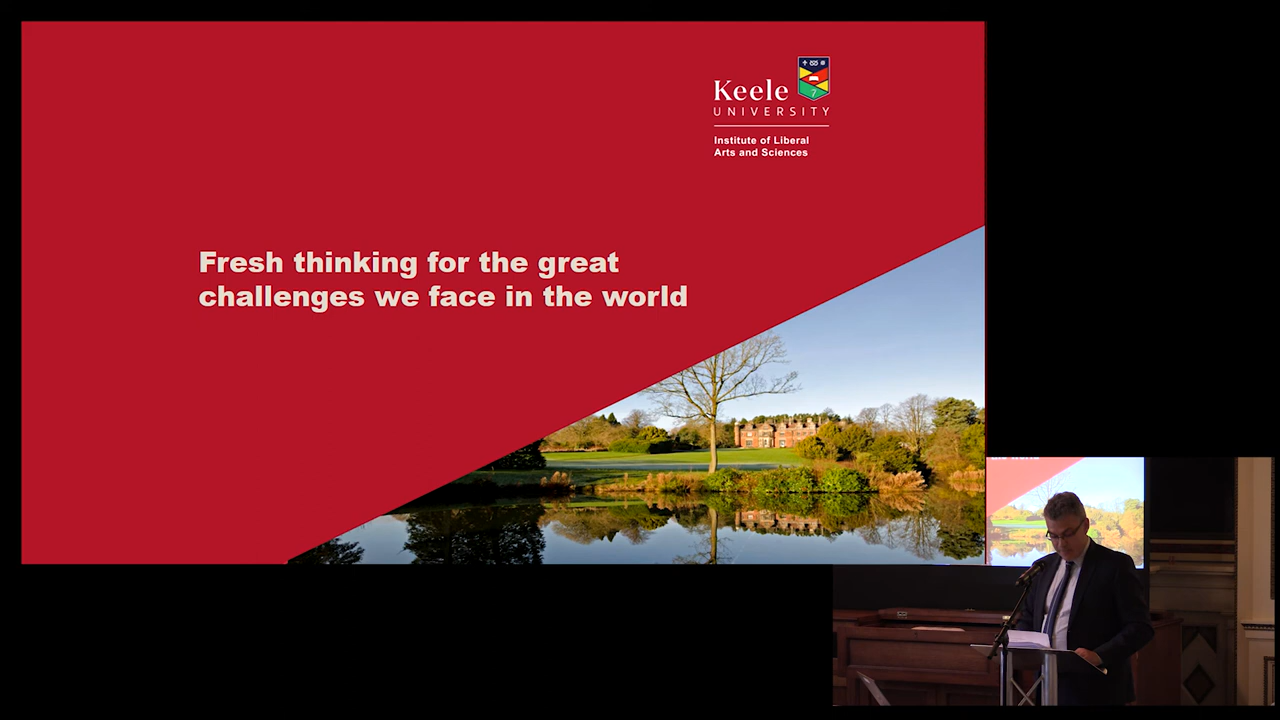 Keele
UNIVERSITY
Institute of Liberal
Arts and Sciences
Fresh thinking for the great
challenges we face in the world